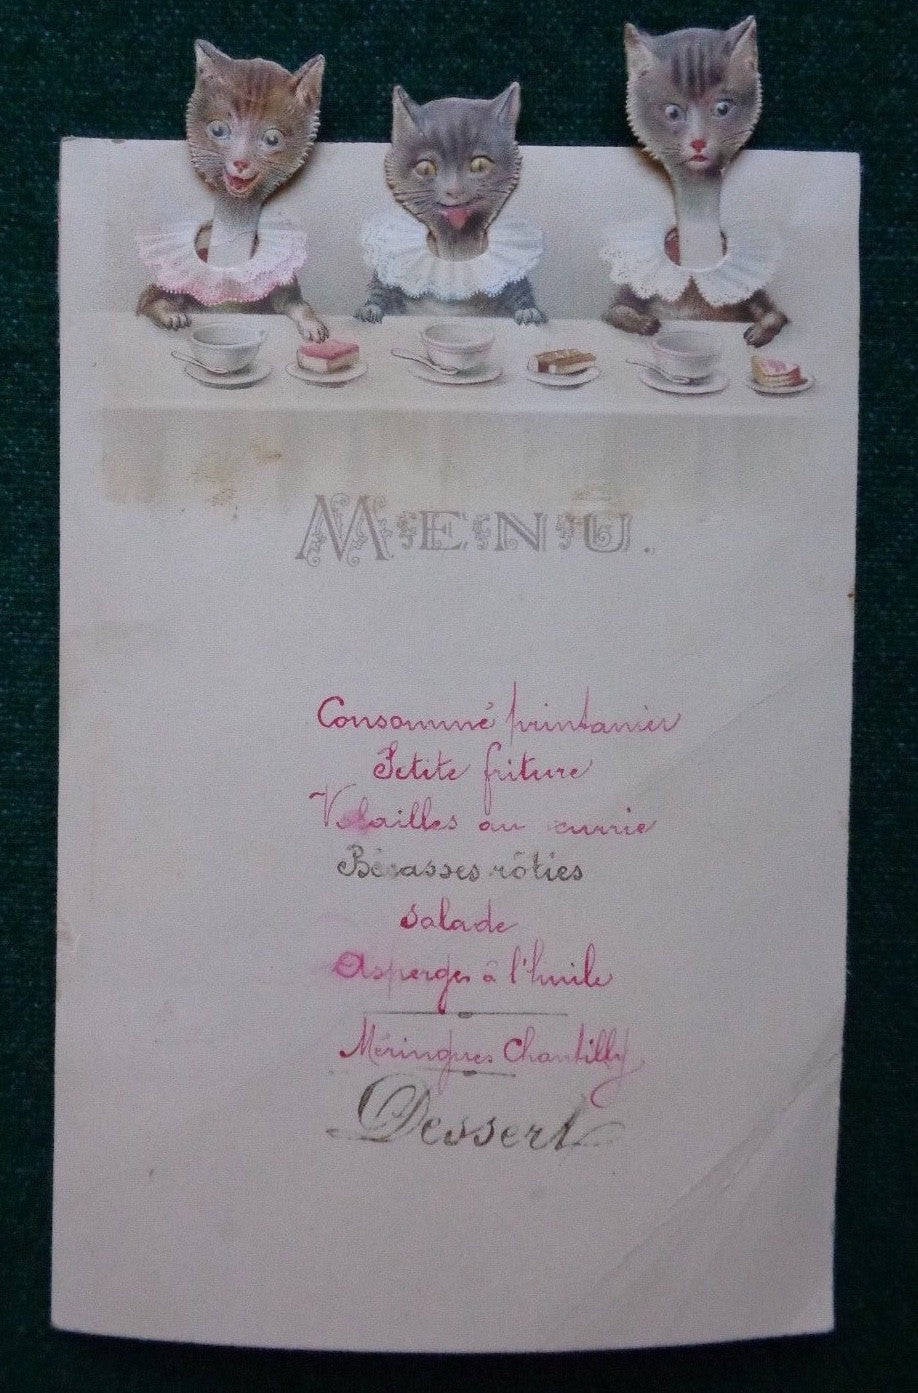 MENU.
Consommé printanier
Petite friture
Volailles au currie
Bécasses rôties
Salade
Asperges à l'huile
Méringues Chantilly
Dessert